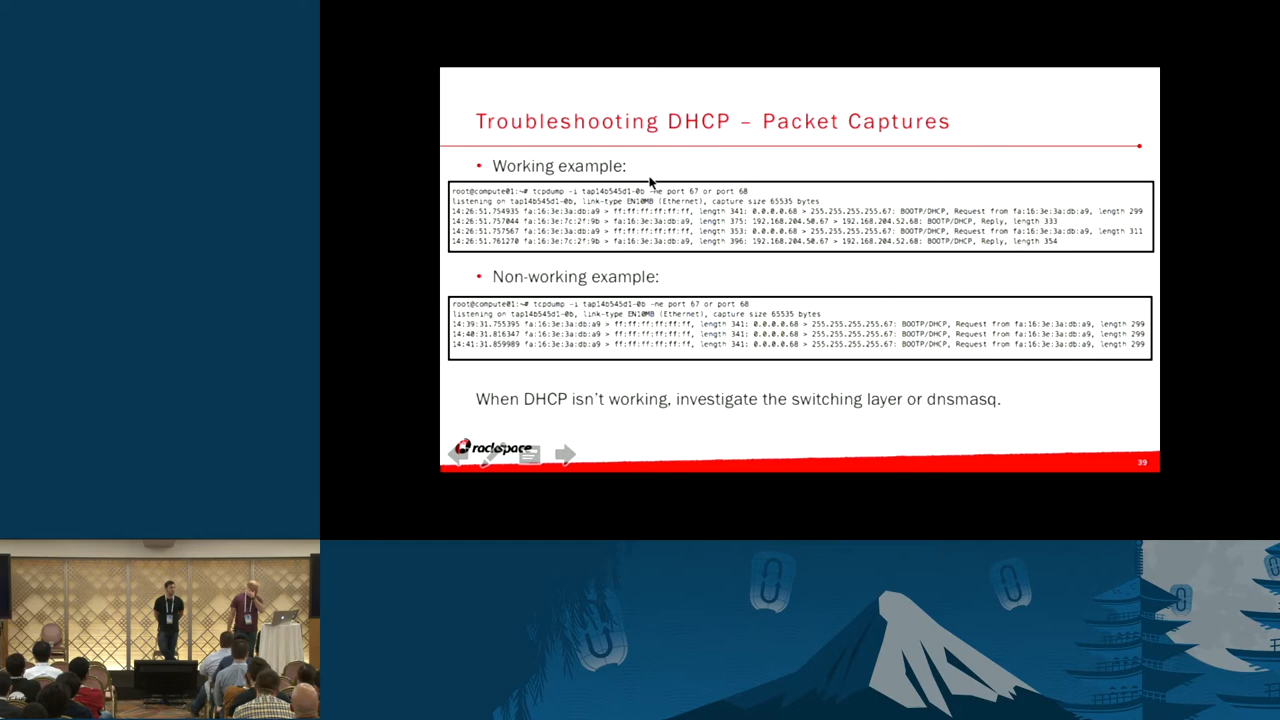 Troubleshooting DHCP – Packet Captures
• Working example:
root@compute01:~# tcpdump -i tap14b545d1-0b -ne port 67 or port 68
listening on tap14b545d1-0b, link-type EN10MB (Ethernet), capture size 65535 bytes
14:26:51.754935 fa:16:3e:3a:db:a9 > ff:ff:ff:ff:ff:ff, length 341: 0.0.0.0.68 > 255.255.255.255.67: BOOTP/DHCP, Request from fa:16:3e:3a:db:a9, length 299
14:26:51.757044 fa:16:3e:7c:2f:9b > fa:16:3e:3a:db:a9, length 375: 192.168.204.50.67 > 192.168.204.52.68: BOOTP/DHCP, Reply, length 333
14:26:51.757567 fa:16:3e:3a:db:a9 > ff:ff:ff:ff:ff:ff, length 353: 0.0.0.0.68 > 255.255.255.255.67: BOOTP/DHCP, Request from fa:16:3e:3a:db:a9, length 311
14:26:51.761270 fa:16:3e:7c:2f:9b > fa:16:3e:3a:db:a9, length 396: 192.168.204.50.67 > 192.168.204.52.68: BOOTP/DHCP, Reply, length 354
• Non-working example:
root@compute01:~# tcpdump -i tap14b545d1-0b -ne port 67 or port 68
listening on tap14b545d1-0b, link-type EN10MB (Ethernet), capture size 65535 bytes
14:39:31.755395 fa:16:3e:3a:db:a9 > ff:ff:ff:ff:ff:ff, length 341: 0.0.0.0.68 > 255.255.255.255.67: BOOTP/DHCP, Request from fa:16:3e:3a:db:a9, length 299
14:40:31.816347 fa:16:3e:3a:db:a9 > ff:ff:ff:ff:ff:ff, length 341: 0.0.0.0.68 > 255.255.255.255.67: BOOTP/DHCP, Request from fa:16:3e:3a:db:a9, length 299
14:41:31.859989 fa:16:3e:3a:db:a9 > ff:ff:ff:ff:ff:ff, length 341: 0.0.0.0.68 > 255.255.255.255.67: BOOTP/DHCP, Request from fa:16:3e:3a:db:a9, length 299
When DHCP isn't working, investigate the switching layer or dnsmasq.
rackspace
39